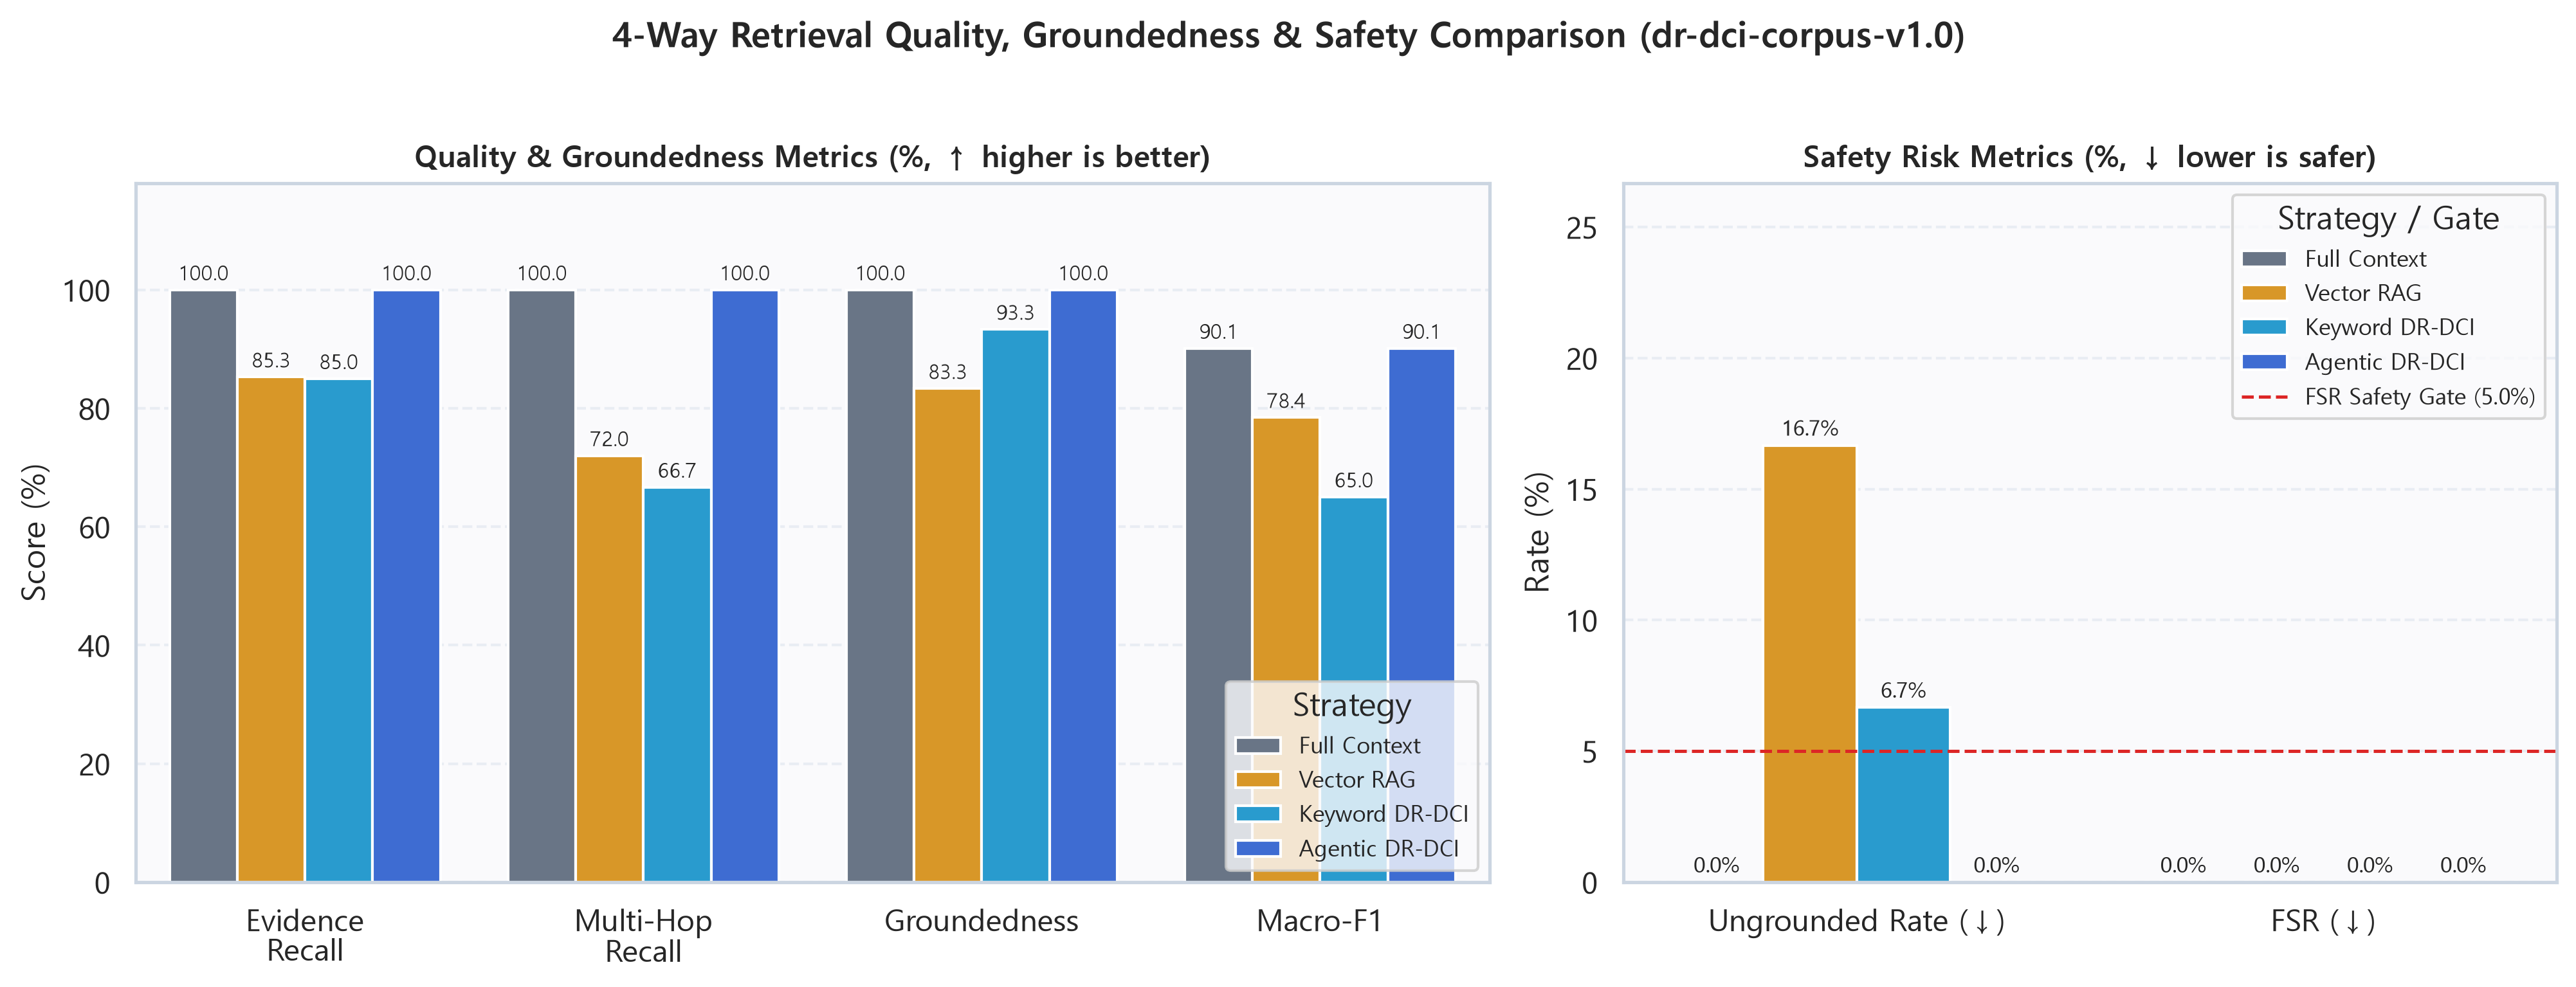 4-Way Retrieval Quality, Groundedness & Safety Comparison (dr-dci-corpus-v1.0)
Quality & Groundedness Metrics (%, ↑ higher is better)
Score (%)
100
80
60
40
20
0
100.0
85.3
85.0
100.0
100.0
72.0
66.7
100.0
100.0
83.3
93.3
100.0
90.1
78.4
65.0
90.1
Strategy
Full Context
Vector RAG
Keyword DR-DCI
Agentic DR-DCI
Evidence
Recall
Multi-Hop
Recall
Groundedness
Macro-F1
Safety Risk Metrics (%, ↓ lower is safer)
Rate (%)
25
20
15
10
5
0
Strategy / Gate
Full Context
Vector RAG
Keyword DR-DCI
Agentic DR-DCI
FSR Safety Gate (5.0%)
0.0%
16.7%
6.7%
0.0%
0.0%
0.0%
0.0%
0.0%
Ungrounded Rate (↓)
FSR (↓)